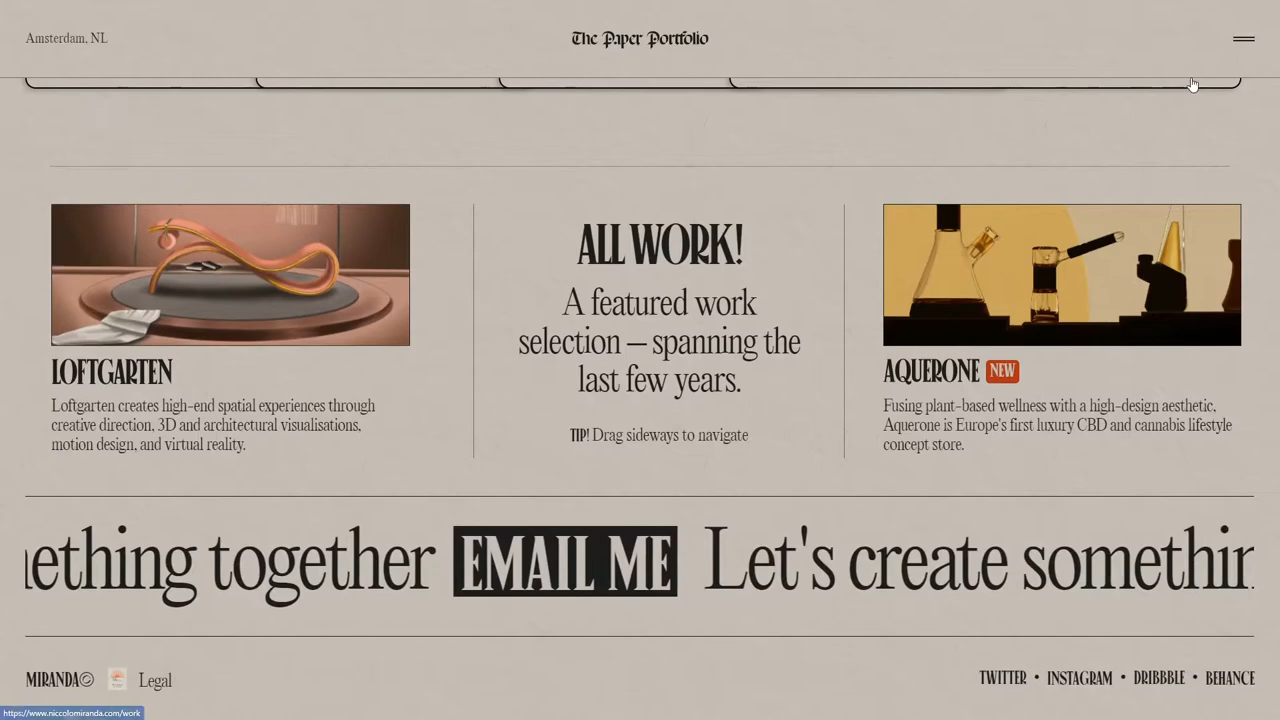 Amsterdam, NL
The Paper Portfolio
LOFTGARTEN
Loftgarten creates high-end spatial experiences through
creative direction, 3D and architectural visualisations,
motion design, and virtual reality.
ALL WORK!
A featured work
selection – spanning the
last few years.
TIP! Drag sideways to navigate
AQUERONE NEW
Fusing plant-based wellness with a high-design aesthetic,
Aquerone is Europe's first luxury CBD and cannabis lifestyle
concept store.
ething together EMAIL ME Let's create somethin
MIRANDA© Legal
TWITTER • INSTAGRAM • DRIBBBLE • BEHANCE
https://www.niccolomiranda.com/work